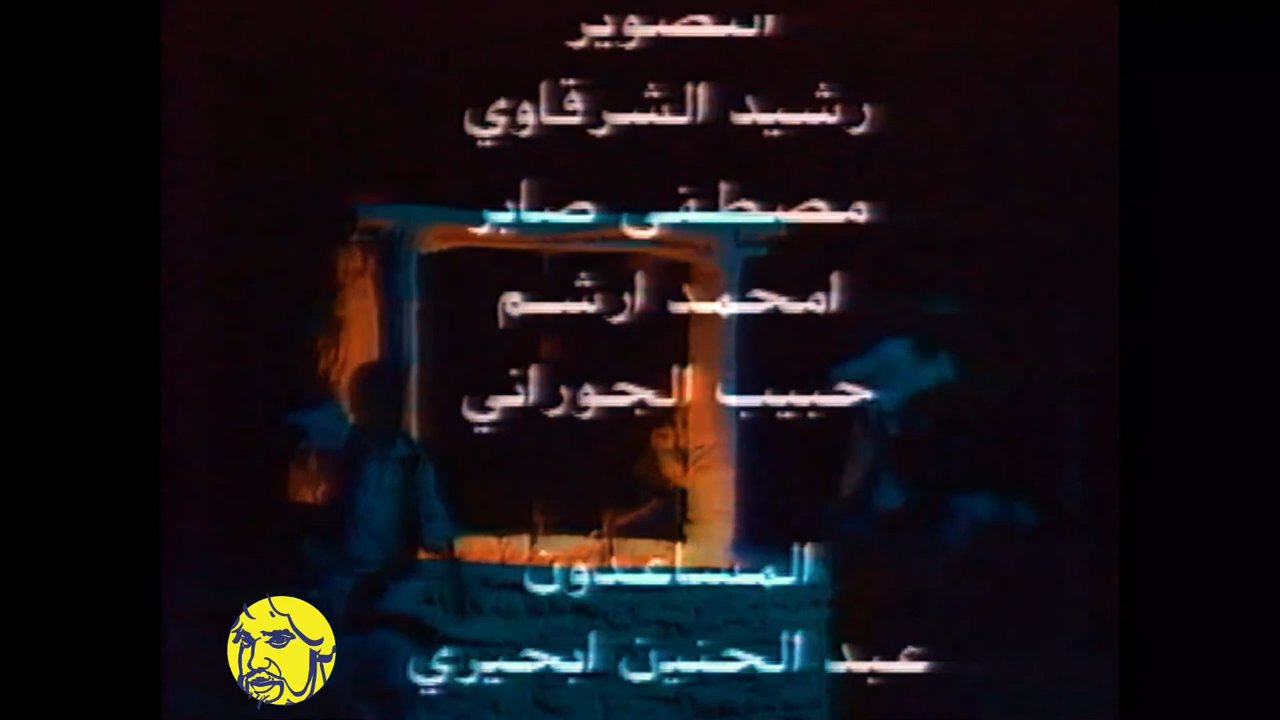 التصوير
رشيد الشرقاوي
مصطفى صابر
امحمد ارشم
حبيب الجوراني
المساعدون
عبد الحنين ابحيري